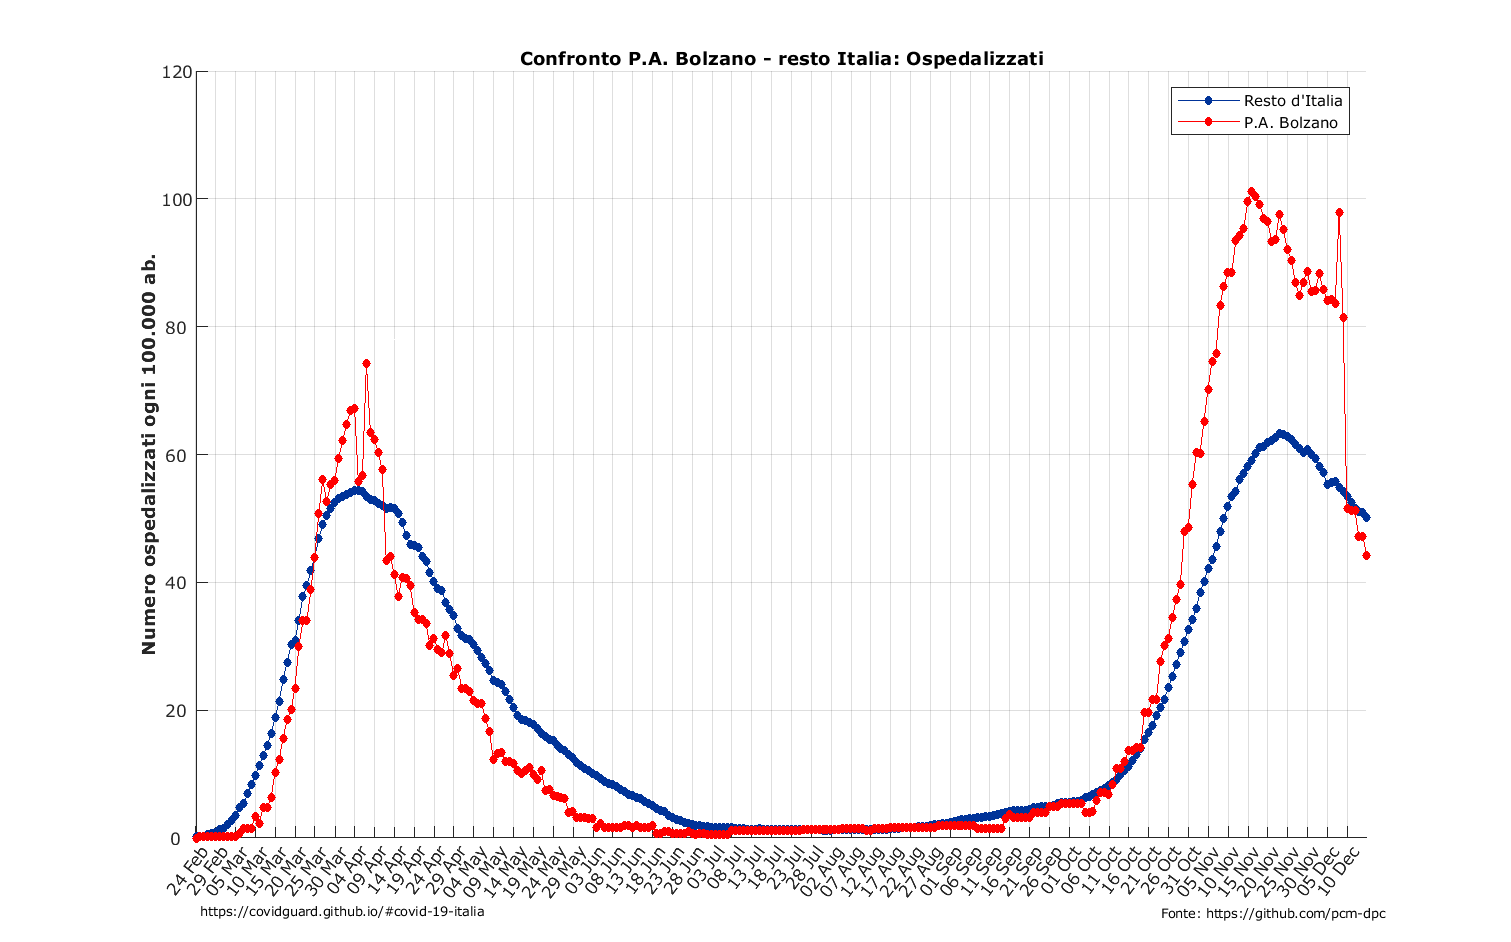 Confronto P.A. Bolzano - resto Italia: Ospedalizzati
Resto d'Italia
P.A. Bolzano
Numero ospedalizzati ogni 100.000 ab.
120
100
80
60
40
20
0
24 Feb
29 Feb
05 Mar
10 Mar
15 Mar
20 Mar
25 Mar
30 Mar
04 Apr
09 Apr
14 Apr
19 Apr
24 Apr
29 Apr
04 May
09 May
14 May
19 May
24 May
29 May
03 Jun
08 Jun
13 Jun
18 Jun
23 Jun
28 Jun
03 Jul
08 Jul
13 Jul
18 Jul
23 Jul
28 Jul
02 Aug
07 Aug
12 Aug
17 Aug
22 Aug
27 Aug
01 Sep
06 Sep
11 Sep
16 Sep
21 Sep
26 Sep
01 Oct
06 Oct
11 Oct
16 Oct
21 Oct
26 Oct
31 Oct
05 Nov
10 Nov
15 Nov
20 Nov
25 Nov
30 Nov
05 Dec
10 Dec
https://covidguard.github.io/#covid-19-italia
Fonte: https://github.com/pcm-dpc